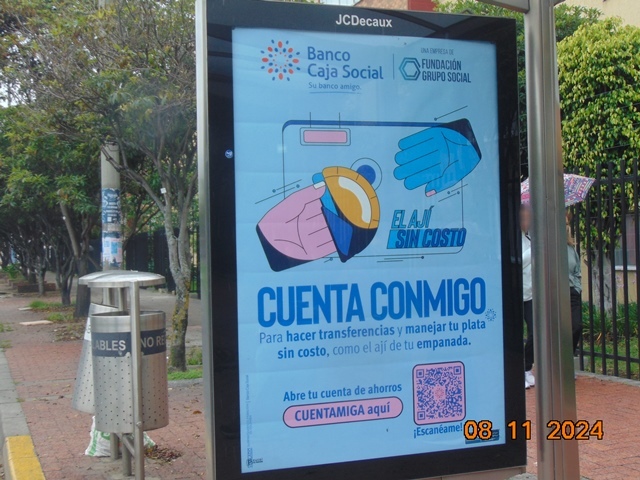 JCDecaux
Banco
Caja Social
Su banco amigo.
UNA EMPRESA DE
FUNDACIÓN
GRUPO SOCIAL
EL AJÍ
SIN COSTO
CUENTA CONMIGO
Para hacer transferencias y manejar tu plata
sin costo, como el ají de tu empanada.
Abre tu cuenta de ahorros
CUENTAMIGA aquí
¡Escanéame!
ABLES
NO RE
08 11 2024